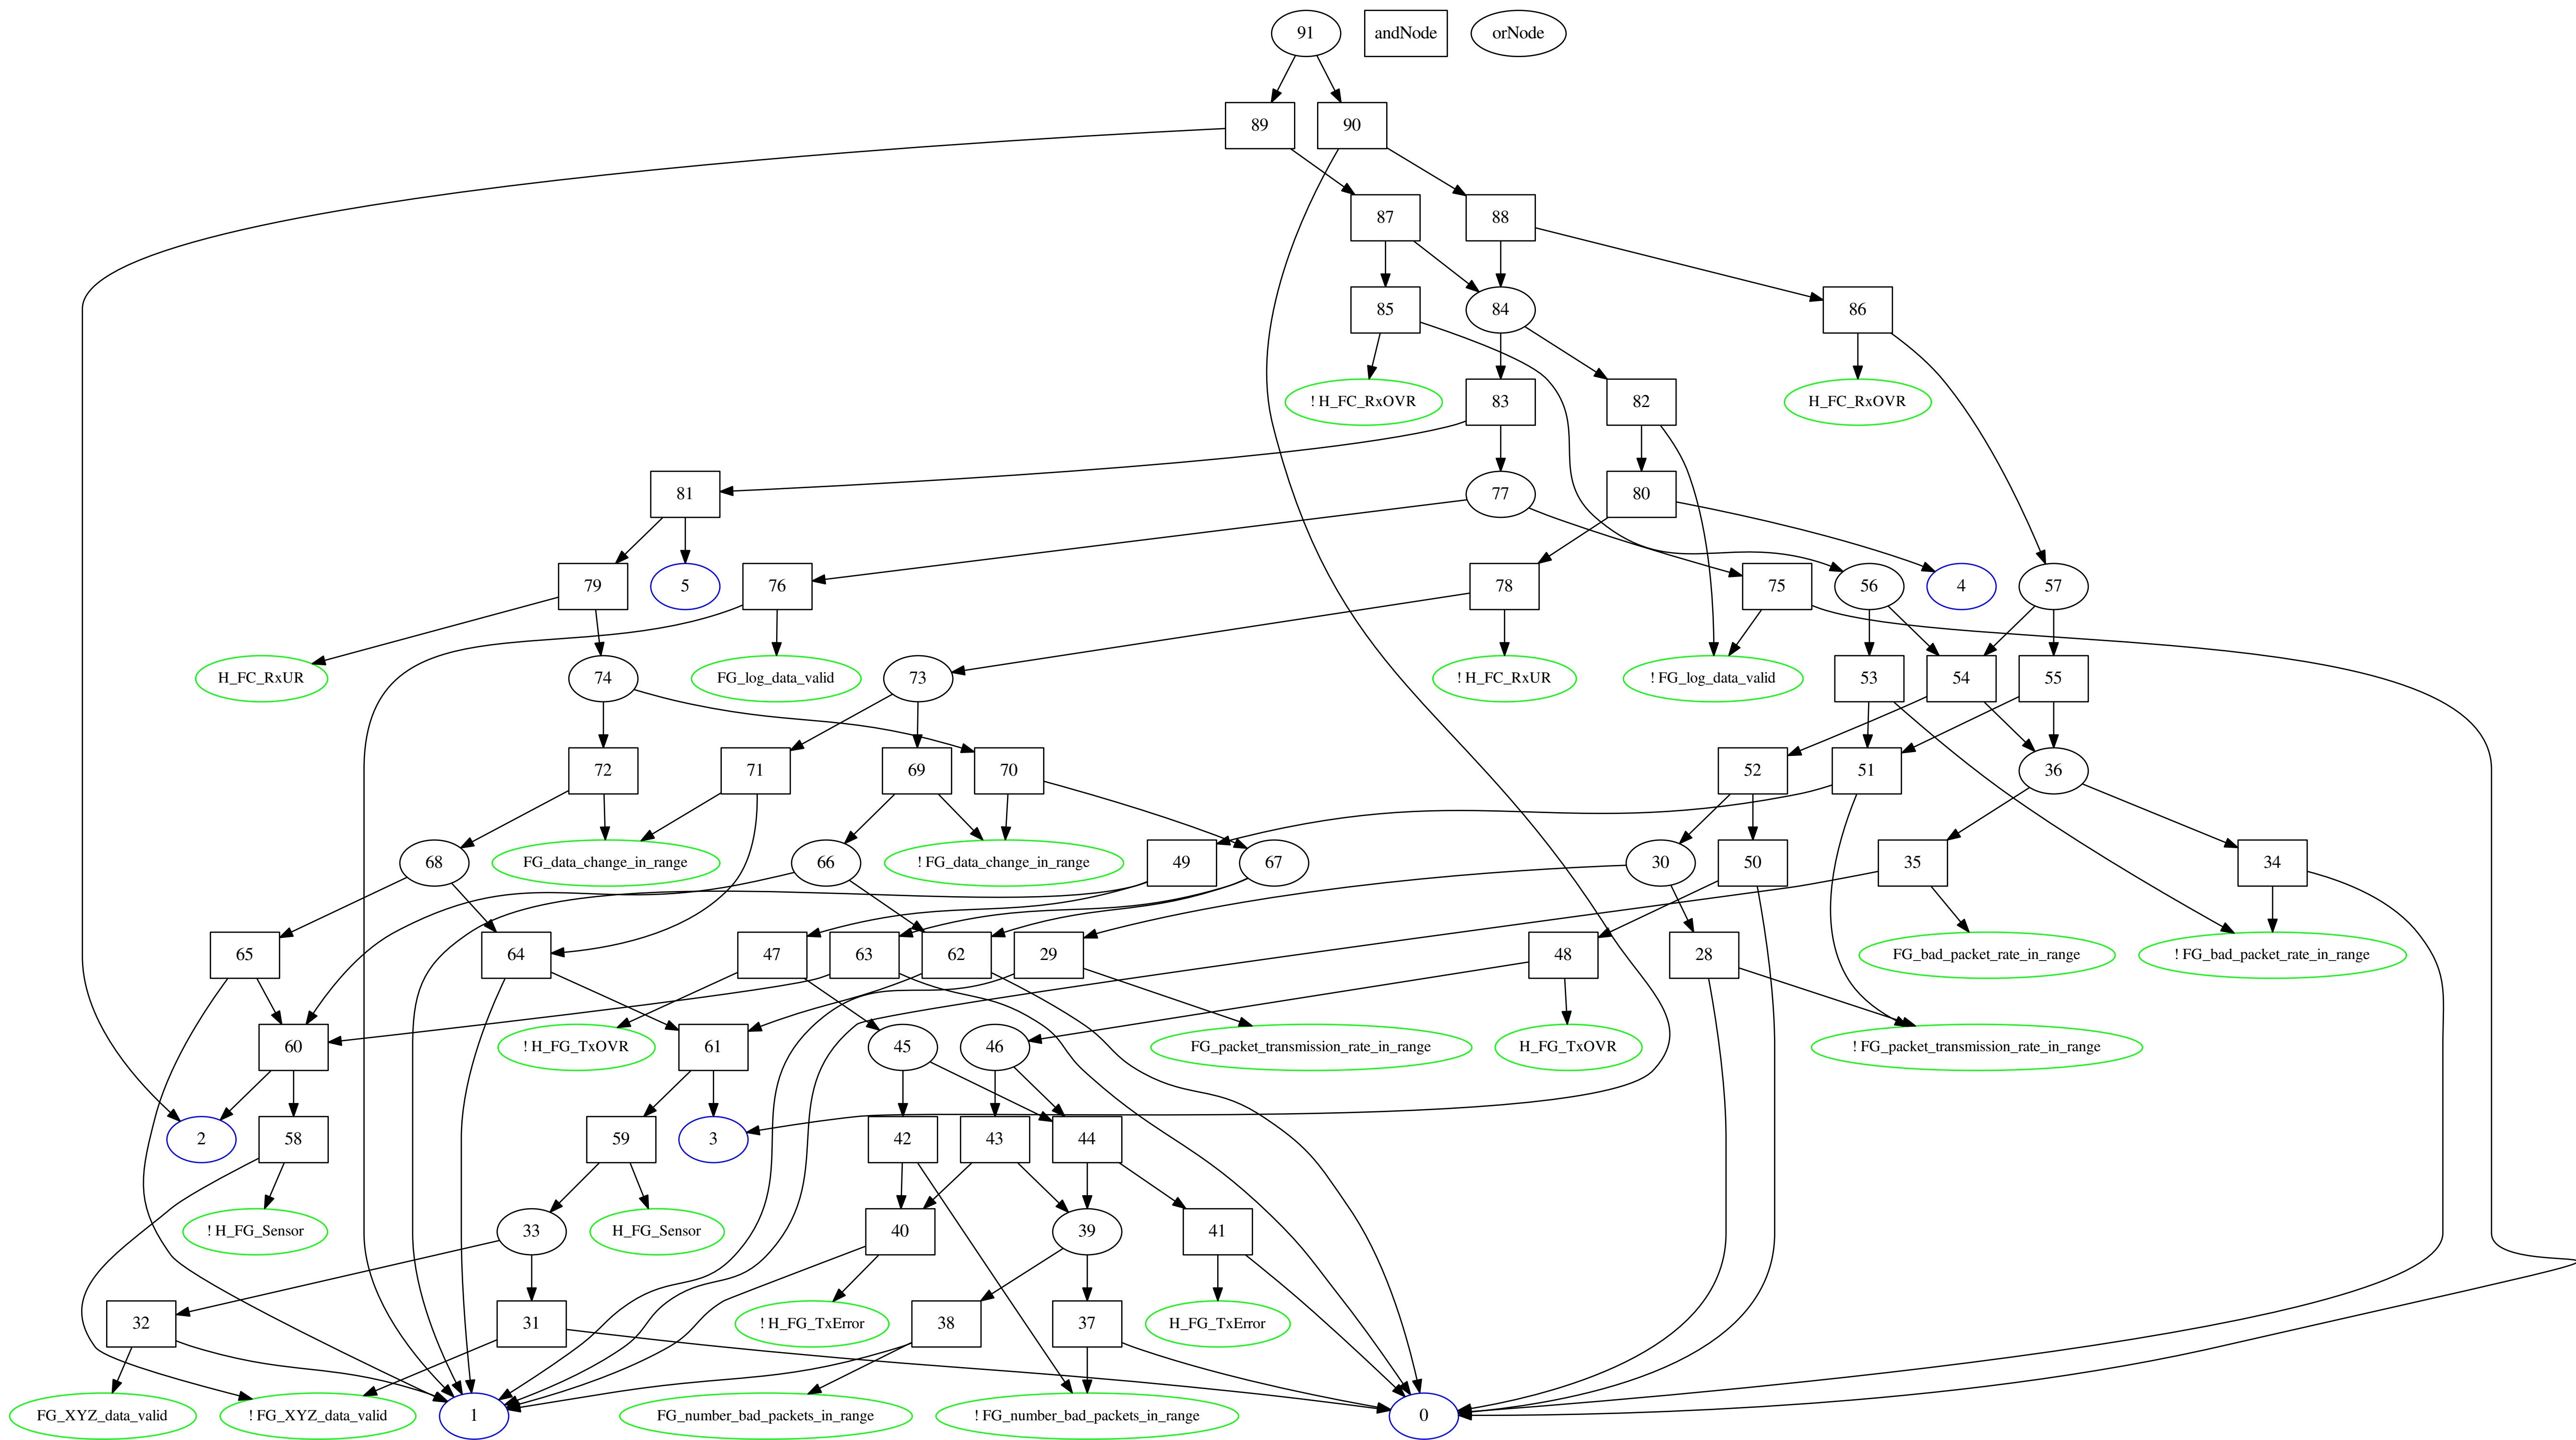 91
andNode
orNode
89
90
87
88
85
84
86
! H_FC_RxOVR
83
82
H_FC_RxOVR
81
77
80
79
5
76
78
75
56
4
57
H_FC_RxUR
74
FG_log_data_valid
73
! H_FC_RxUR
! FG_log_data_valid
53
54
55
72
71
69
70
52
51
36
68
FG_data_change_in_range
66
! FG_data_change_in_range
49
67
30
50
35
34
65
64
47
63
62
29
48
28
FG_bad_packet_rate_in_range
! FG_bad_packet_rate_in_range
60
! H_FG_TxOVR
61
45
46
FG_packet_transmission_rate_in_range
H_FG_TxOVR
! FG_packet_transmission_rate_in_range
2
58
59
3
42
43
44
! H_FG_Sensor
33
H_FG_Sensor
40
39
41
32
31
! H_FG_TxError
38
37
H_FG_TxError
FG_XYZ_data_valid
! FG_XYZ_data_valid
1
FG_number_bad_packets_in_range
! FG_number_bad_packets_in_range
0